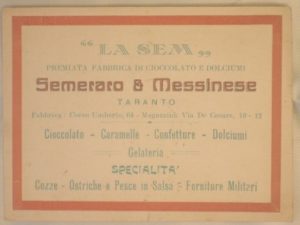 “ LA SEM „
PREMIATA FABBRICA DI CIOCCOLATO E DOLCIUMI
Semeraro & Messinese
TARANTO
Fabbrica: Corso Umberto, 64 - Magazzini: Via De Cesare, 10 - 12
Cioccolato - Caramelle - Confetture - Dolciumi
Gelateria
SPECIALITA'
Cozze - Ostriche e Pesce in Salsa - Forniture Militari